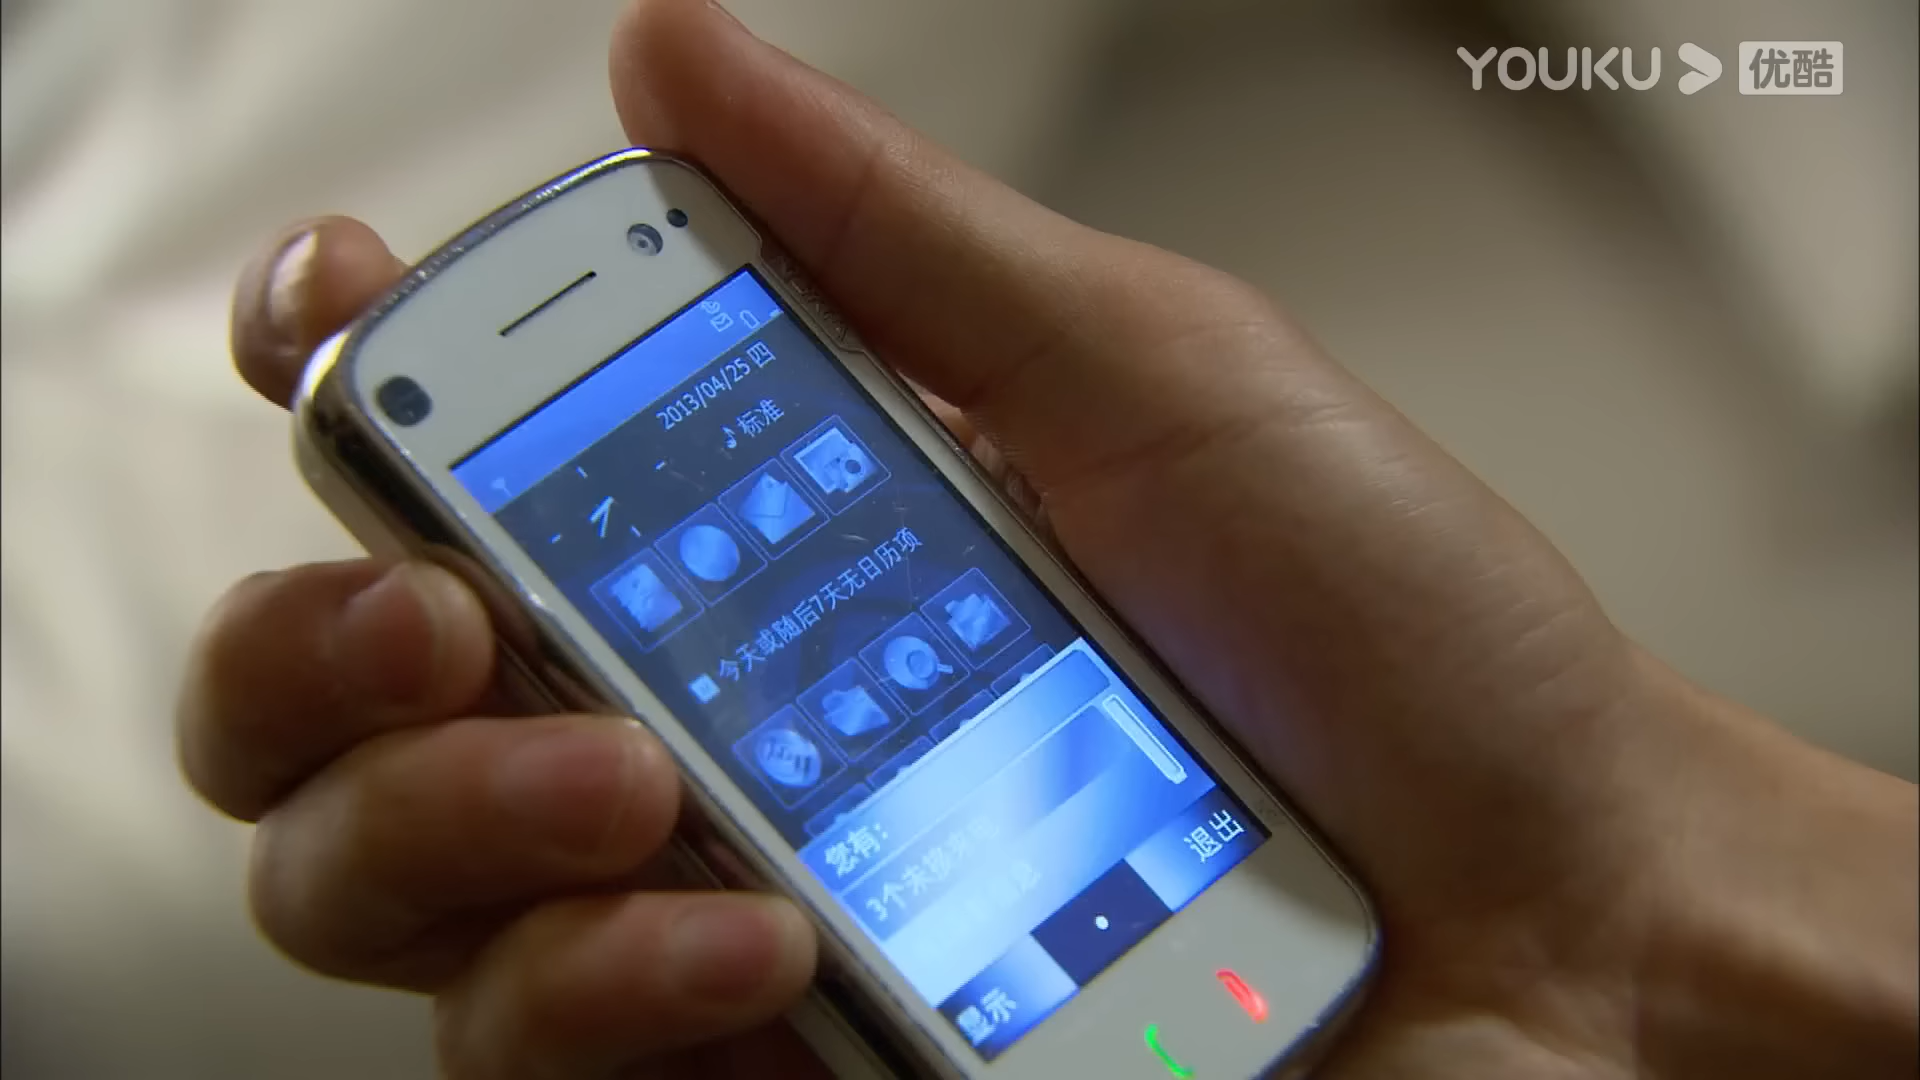 YOUKU 优酷
2013/04/25 四
标准
今天或随后7天无日历项
您有:
3个未接来电
退出
显示